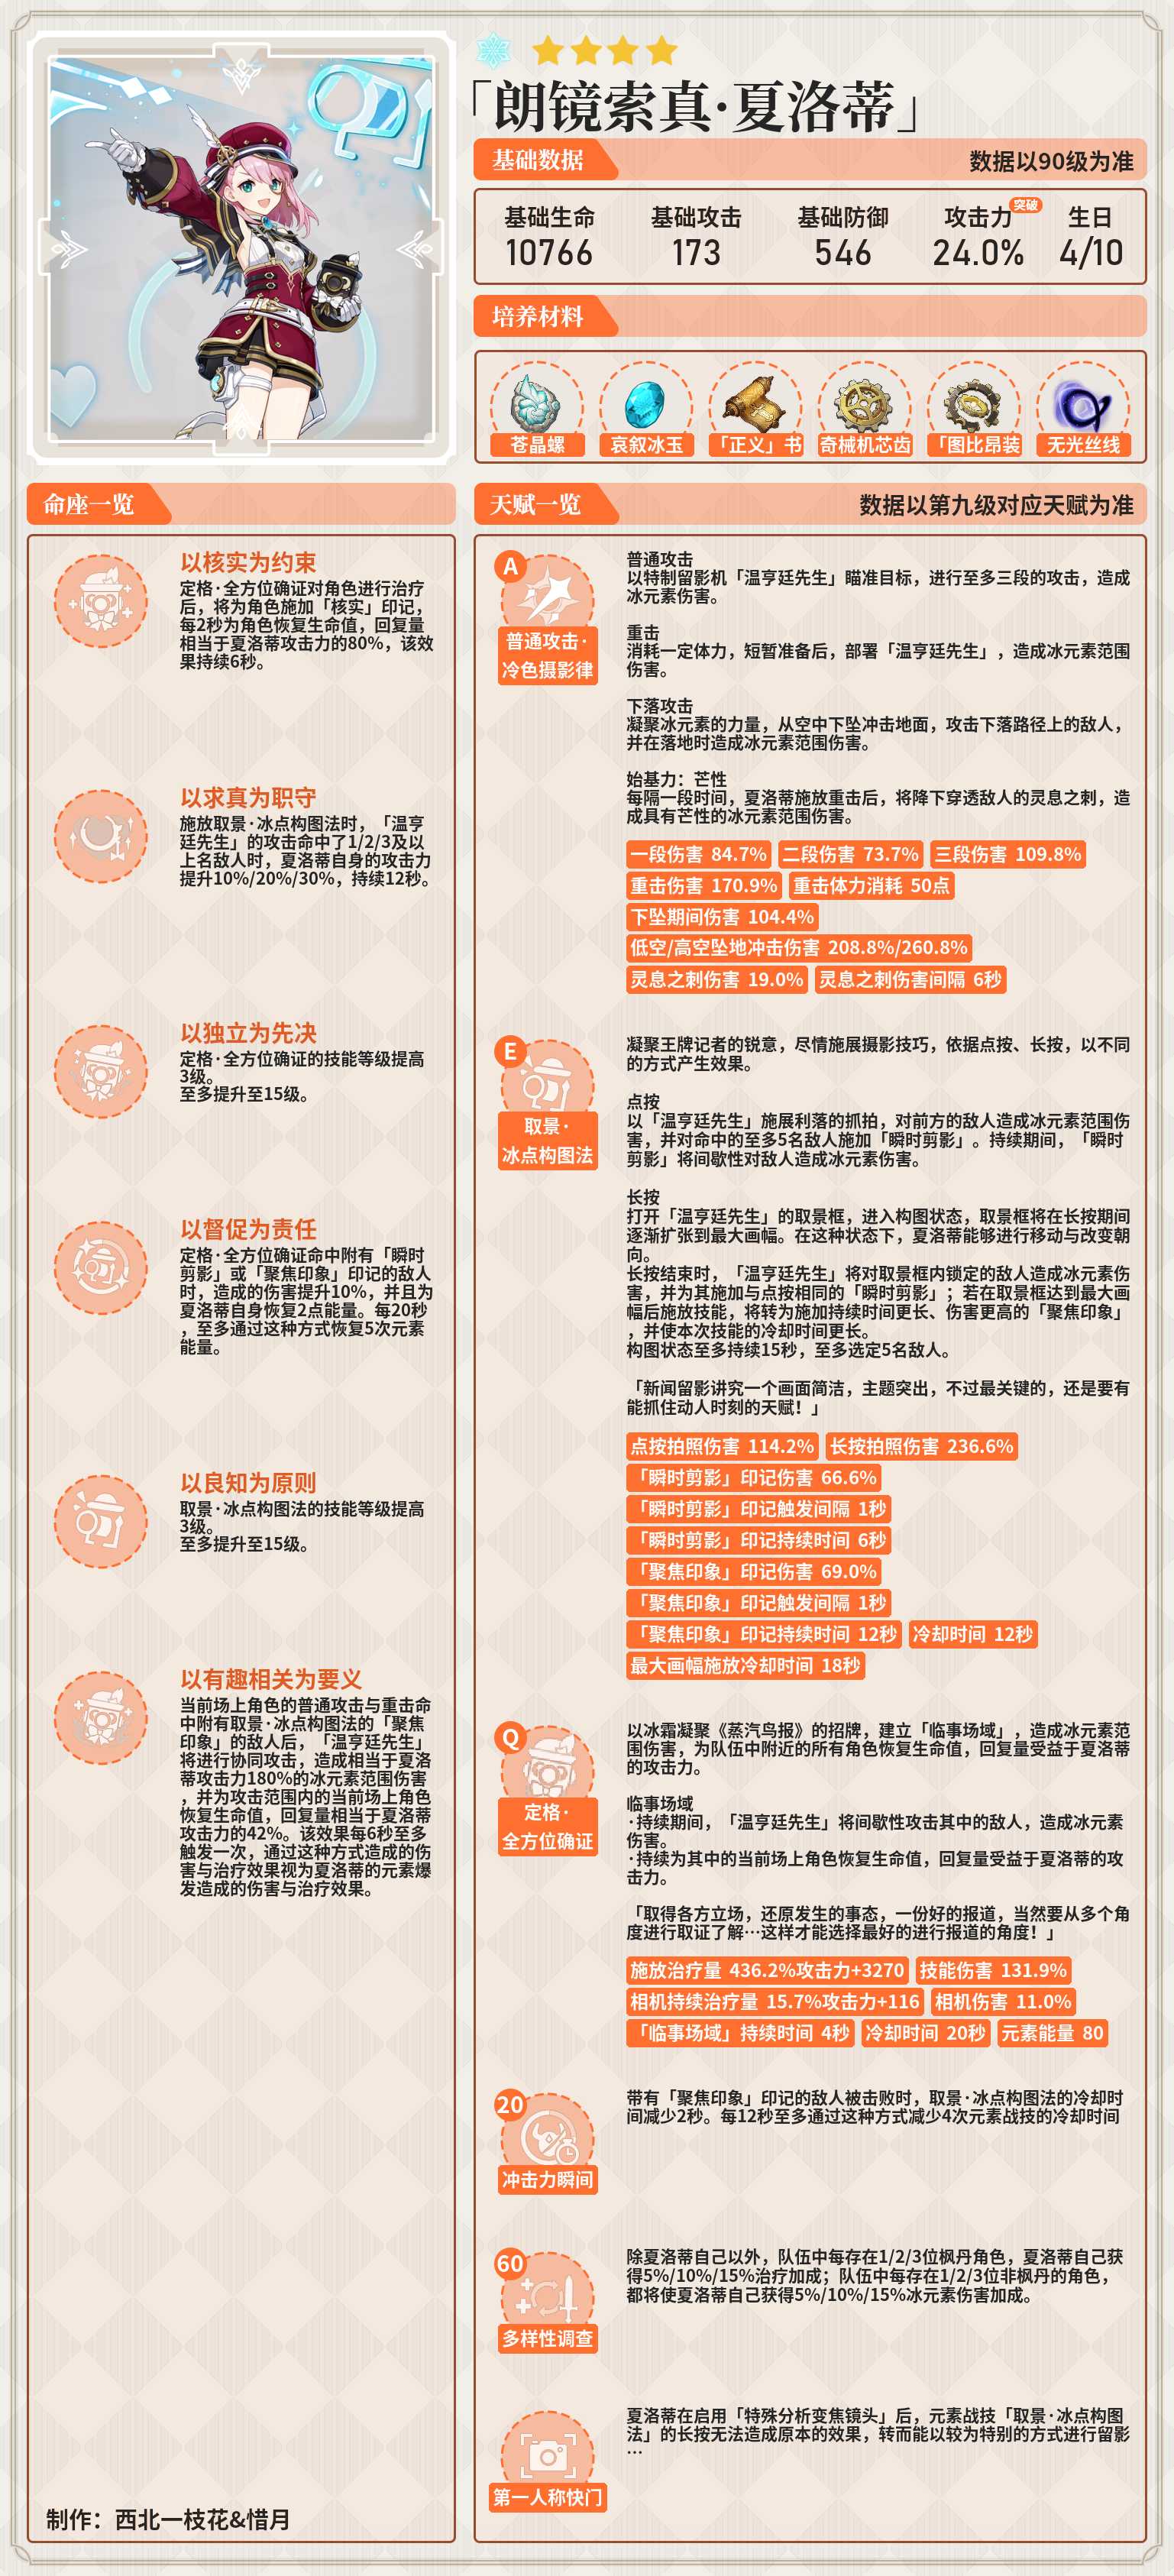 「朗镜索真·夏洛蒂」
基础数据
数据以90级为准
基础生命
10766
基础攻击
173
基础防御
546
攻击力
突破
24.0%
生日
4/10
培养材料
苍晶螺
哀叙冰玉
「正义」书
奇械机芯齿
「图比昂装
无光丝线
命座一览
以核实为约束
定格·全方位确证对角色进行治疗
后，将为角色施加「核实」印记，
每2秒为角色恢复生命值，回复量
相当于夏洛蒂攻击力的80%，该效
果持续6秒。
以求真为职守
施放取景·冰点构图法时，「温亨
廷先生」的攻击命中了1/2/3及以
上名敌人时，夏洛蒂自身的攻击力
提升10%/20%/30%，持续12秒。
以独立为先决
定格·全方位确证的技能等级提高
3级。
至多提升至15级。
以督促为责任
定格·全方位确证命中附有「瞬时
剪影」或「聚焦印象」印记的敌人
时，造成的伤害提升10%，并且为
夏洛蒂自身恢复2点能量。每20秒
，至多通过这种方式恢复5次元素
能量。
以良知为原则
取景·冰点构图法的技能等级提高
3级。
至多提升至15级。
以有趣相关为要义
当前场上角色的普通攻击与重击命
中附有取景·冰点构图法的「聚焦
印象」的敌人后，「温亨廷先生」
将进行协同攻击，造成相当于夏洛
蒂攻击力180%的冰元素范围伤害
，并为攻击范围内的当前场上角色
恢复生命值，回复量相当于夏洛蒂
攻击力的42%。该效果每6秒至多
触发一次，通过这种方式造成的伤
害与治疗效果视为夏洛蒂的元素爆
发造成的伤害与治疗效果。
制作：西北一枝花&惜月
天赋一览
数据以第九级对应天赋为准
A
普通攻击·
冷色摄影律
普通攻击
以特制留影机「温亨廷先生」瞄准目标，进行至多三段的攻击，造成
冰元素伤害。
重击
消耗一定体力，短暂准备后，部署「温亨廷先生」，造成冰元素范围
伤害。
下落攻击
凝聚冰元素的力量，从空中下坠冲击地面，攻击下落路径上的敌人，
并在落地时造成冰元素范围伤害。
始基力：芒性
每隔一段时间，夏洛蒂施放重击后，将降下穿透敌人的灵息之刺，造
成具有芒性的冰元素范围伤害。
一段伤害 84.7% 二段伤害 73.7% 三段伤害 109.8%
重击伤害 170.9% 重击体力消耗 50点
下坠期间伤害 104.4%
低空/高空坠地冲击伤害 208.8%/260.8%
灵息之刺伤害 19.0% 灵息之刺伤害间隔 6秒
E
取景·
冰点构图法
凝聚王牌记者的锐意，尽情施展摄影技巧，依据点按、长按，以不同
的方式产生效果。
点按
以「温亨廷先生」施展利落的抓拍，对前方的敌人造成冰元素范围伤
害，并对命中的至多5名敌人施加「瞬时剪影」。持续期间，「瞬时
剪影」将间歇性对敌人造成冰元素伤害。
长按
打开「温亨廷先生」的取景框，进入构图状态，取景框将在长按期间
逐渐扩张到最大画幅。在这种状态下，夏洛蒂能够进行移动与改变朝
向。
长按结束时，「温亨廷先生」将对取景框内锁定的敌人造成冰元素伤
害，并为其施加与点按相同的「瞬时剪影」；若在取景框达到最大画
幅后施放技能，将转为施加持续时间更长、伤害更高的「聚焦印象」
，并使本次技能的冷却时间更长。
构图状态至多持续15秒，至多选定5名敌人。
「新闻留影讲究一个画面简洁，主题突出，不过最关键的，还是要有
能抓住动人时刻的天赋！」
点按拍照伤害 114.2% 长按拍照伤害 236.6%
「瞬时剪影」印记伤害 66.6%
「瞬时剪影」印记触发间隔 1秒
「瞬时剪影」印记持续时间 6秒
「聚焦印象」印记伤害 69.0%
「聚焦印象」印记触发间隔 1秒
「聚焦印象」印记持续时间 12秒 冷却时间 12秒
最大画幅施放冷却时间 18秒
Q
定格·
全方位确证
以冰霜凝聚《蒸汽鸟报》的招牌，建立「临事场域」，造成冰元素范
围伤害，为队伍中附近的所有角色恢复生命值，回复量受益于夏洛蒂
的攻击力。
临事场域
·持续期间，「温亨廷先生」将间歇性攻击其中的敌人，造成冰元素
伤害。
·持续为其中的当前场上角色恢复生命值，回复量受益于夏洛蒂的攻
击力。
「取得各方立场，还原发生的事态，一份好的报道，当然要从多个角
度进行取证了解…这样才能选择最好的进行报道的角度！」
施放治疗量 436.2%攻击力+3270 技能伤害 131.9%
相机持续治疗量 15.7%攻击力+116 相机伤害 11.0%
「临事场域」持续时间 4秒 冷却时间 20秒 元素能量 80
20
冲击力瞬间
带有「聚焦印象」印记的敌人被击败时，取景·冰点构图法的冷却时
间减少2秒。每12秒至多通过这种方式减少4次元素战技的冷却时间
60
多样性调查
除夏洛蒂自己以外，队伍中每存在1/2/3位枫丹角色，夏洛蒂自己获
得5%/10%/15%治疗加成；队伍中每存在1/2/3位非枫丹的角色，
都将使夏洛蒂自己获得5%/10%/15%冰元素伤害加成。
第一人称快门
夏洛蒂在启用「特殊分析变焦镜头」后，元素战技「取景·冰点构图
法」的长按无法造成原本的效果，转而能以较为特别的方式进行留影
…